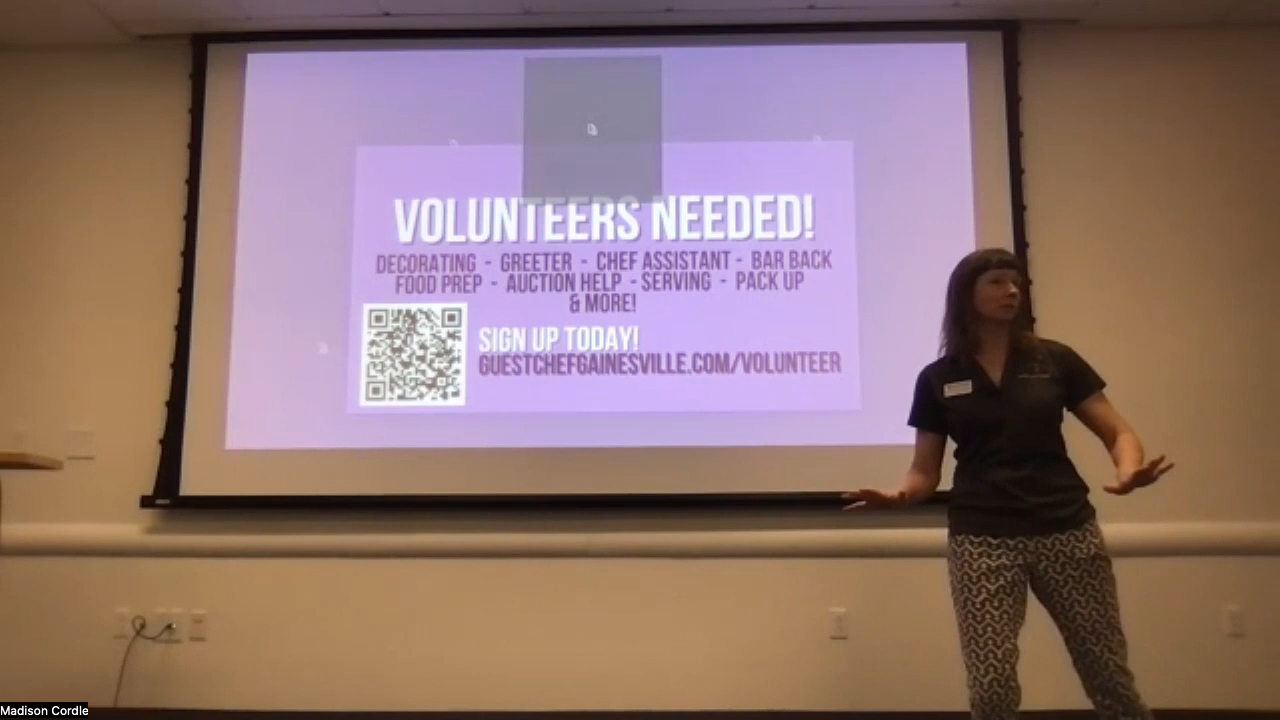 VOLUNTEERS NEEDED!
DECORATING - GREETER - CHEF ASSISTANT - BAR BACK
FOOD PREP - AUCTION HELP - SERVING - PACK UP
& MORE!
SIGN UP TODAY!
GUESTCHEFGAINESVILLE.COM/VOLUNTEER
Madison Cordle